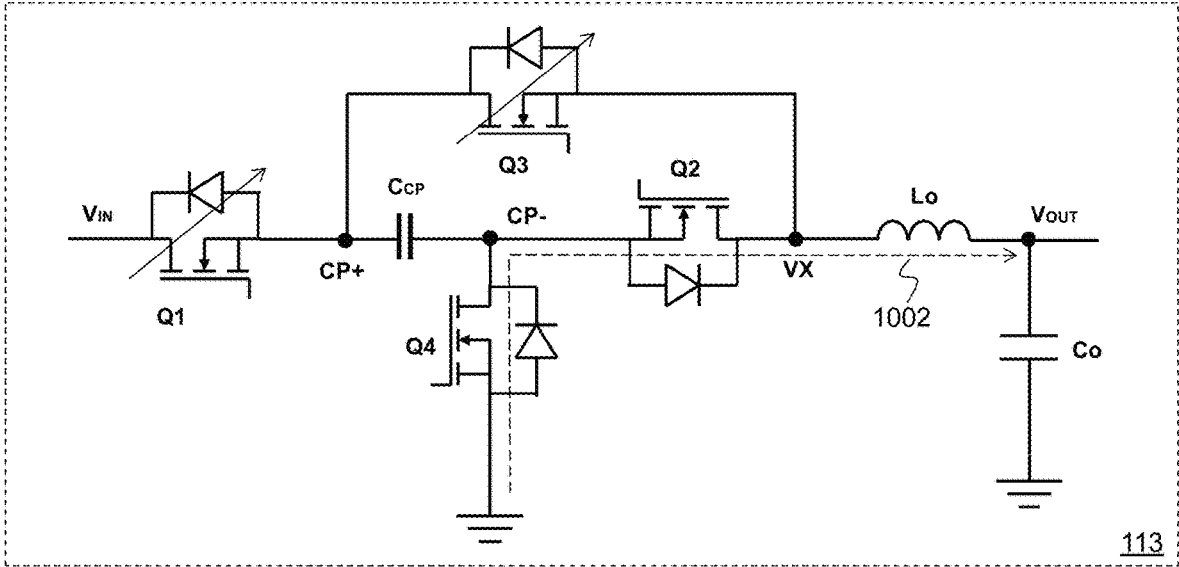 Q3
VIN
CCP
Q2
CP-
Lo
VOUT
CP+
VX
Q1
1002
Q4
Co
113